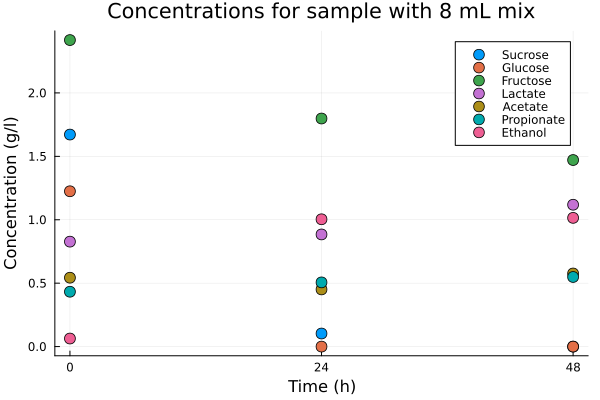 Concentrations for sample with 8 mL mix
Concentration (g/l)
2.0
1.5
1.0
0.5
0.0
Sucrose
Glucose
Fructose
Lactate
Acetate
Propionate
Ethanol
0 24 48
Time (h)